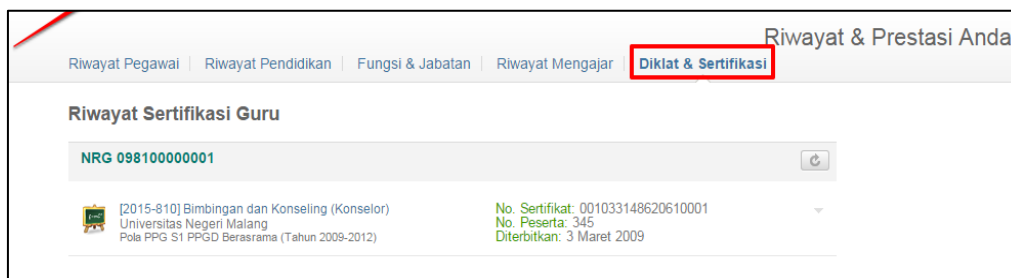 Riwayat & Prestasi Anda
Riwayat Pegawai Riwayat Pendidikan Fungsi & Jabatan Riwayat Mengajar Diklat & Sertifikasi
Riwayat Sertifikasi Guru
NRG 098100000001
[2015-810] Bimbingan dan Konseling (Konselor)
Universitas Negeri Malang
Pola PPG S1 PPGD Berasrama (Tahun 2009-2012)
No. Sertifikat: 001033148620610001
No. Peserta: 345
Diterbitkan: 3 Maret 2009